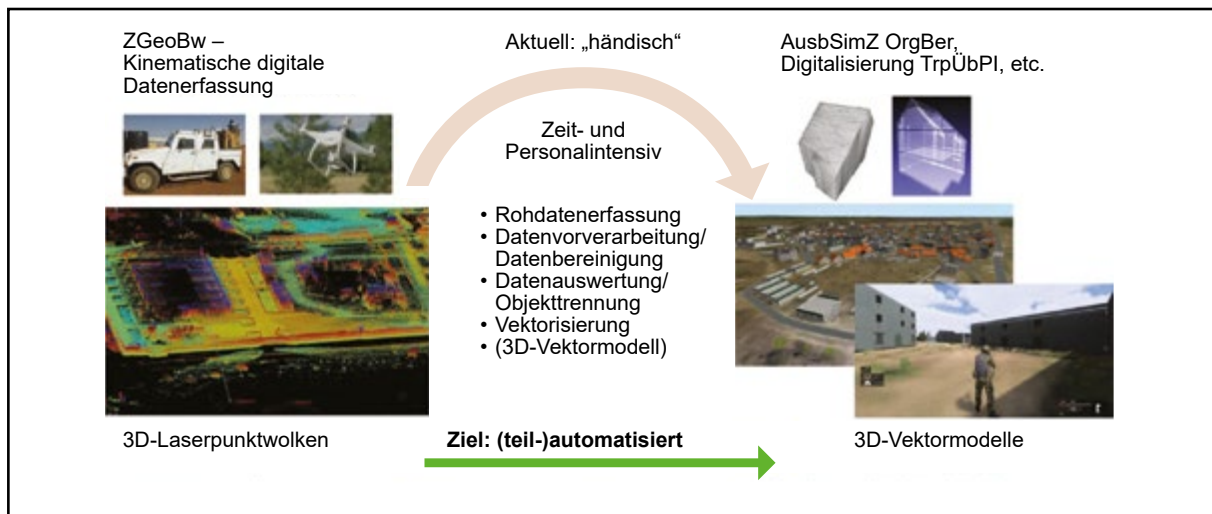 ZGeoBw –
Kinematische digitale
Datenerfassung
Aktuell: „händisch“
AusbSimZ OrgBer,
Digitalisierung TrpÜbPl, etc.
Zeit- und
Personalintensiv
• Rohdatenerfassung
• Datenvorverarbeitung/
Datenbereinigung
• Datenauswertung/
Objekttrennung
• Vektorisierung
• (3D-Vektormodell)
3D-Laserpunktwolken
Ziel: (teil-)automatisiert
3D-Vektormodelle